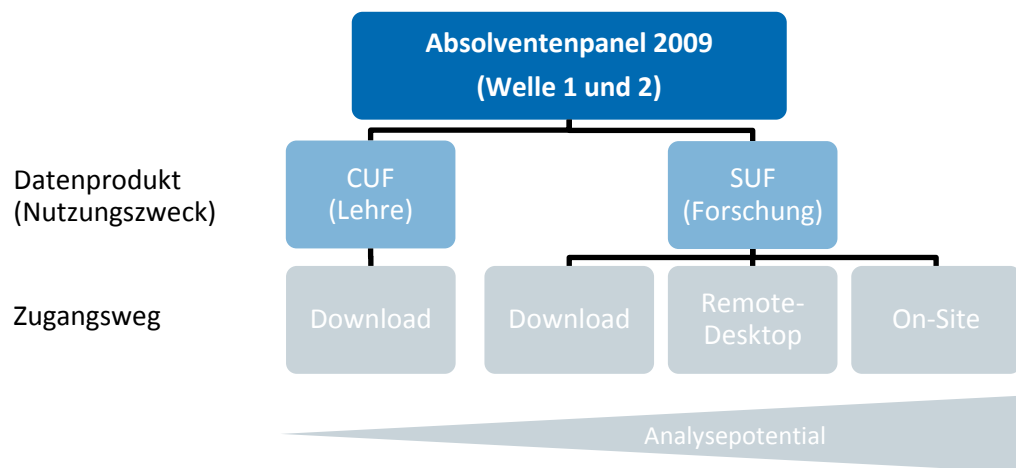 Absolventenpanel 2009
(Welle 1 und 2)
Datenprodukt
(Nutzungszweck)
CUF
(Lehre)
SUF
(Forschung)
Zugangsweg
Download
Download
Remote-
Desktop
On-Site
Analysepotential